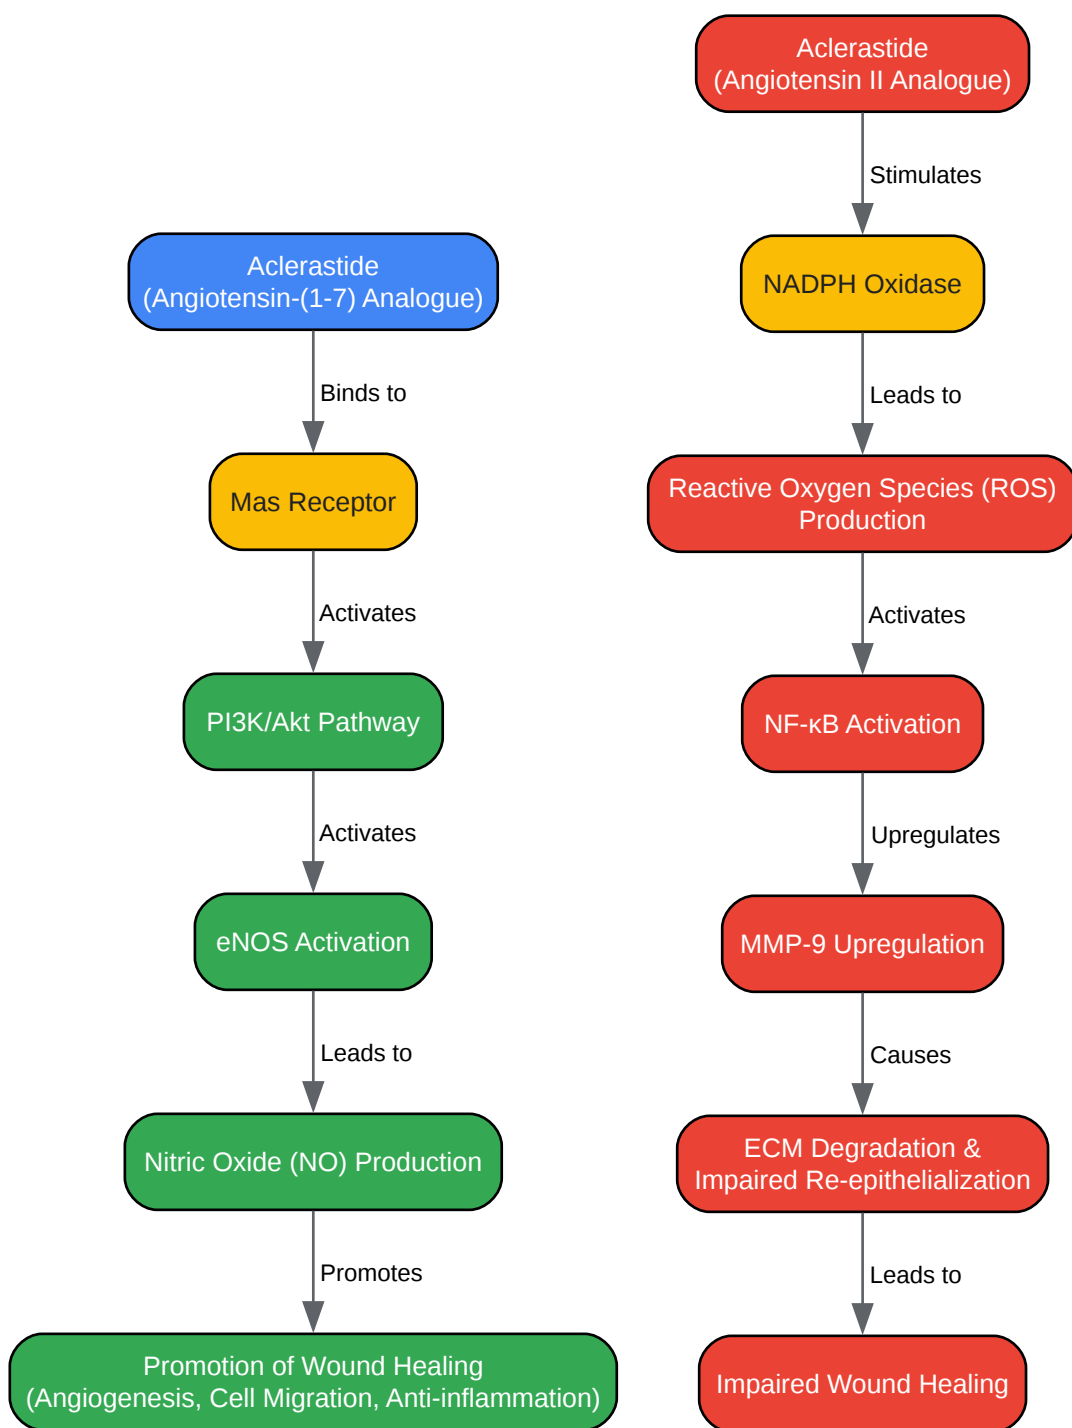 Aclerastide
(Angiotensin-(1-7) Analogue)
Binds to
Mas Receptor
Activates
PI3K/Akt Pathway
Activates
eNOS Activation
Leads to
Nitric Oxide (NO) Production
Promotes
Promotion of Wound Healing
(Angiogenesis, Cell Migration, Anti-inflammation)
Aclerastide
(Angiotensin II Analogue)
Stimulates
NADPH Oxidase
Leads to
Reactive Oxygen Species (ROS)
Production
Activates
NF-κB Activation
Upregulates
MMP-9 Upregulation
Causes
ECM Degradation &
Impaired Re-epithelialization
Leads to
Impaired Wound Healing